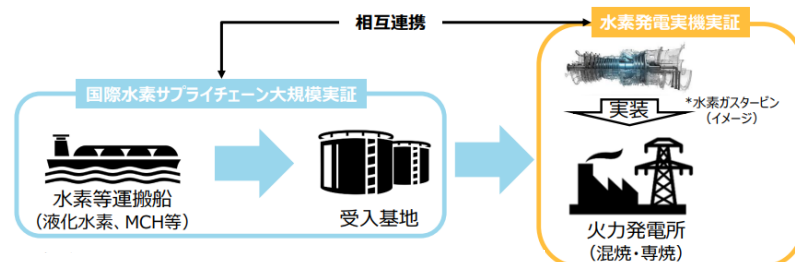 相互連携
水素発電実機実証
国際水素サプライチェーン大規模実証
実装
*水素ガスタービン
(イメージ)
水素等運搬船
(液化水素、MCH等)
受入基地
火力発電所
(混焼・専焼)